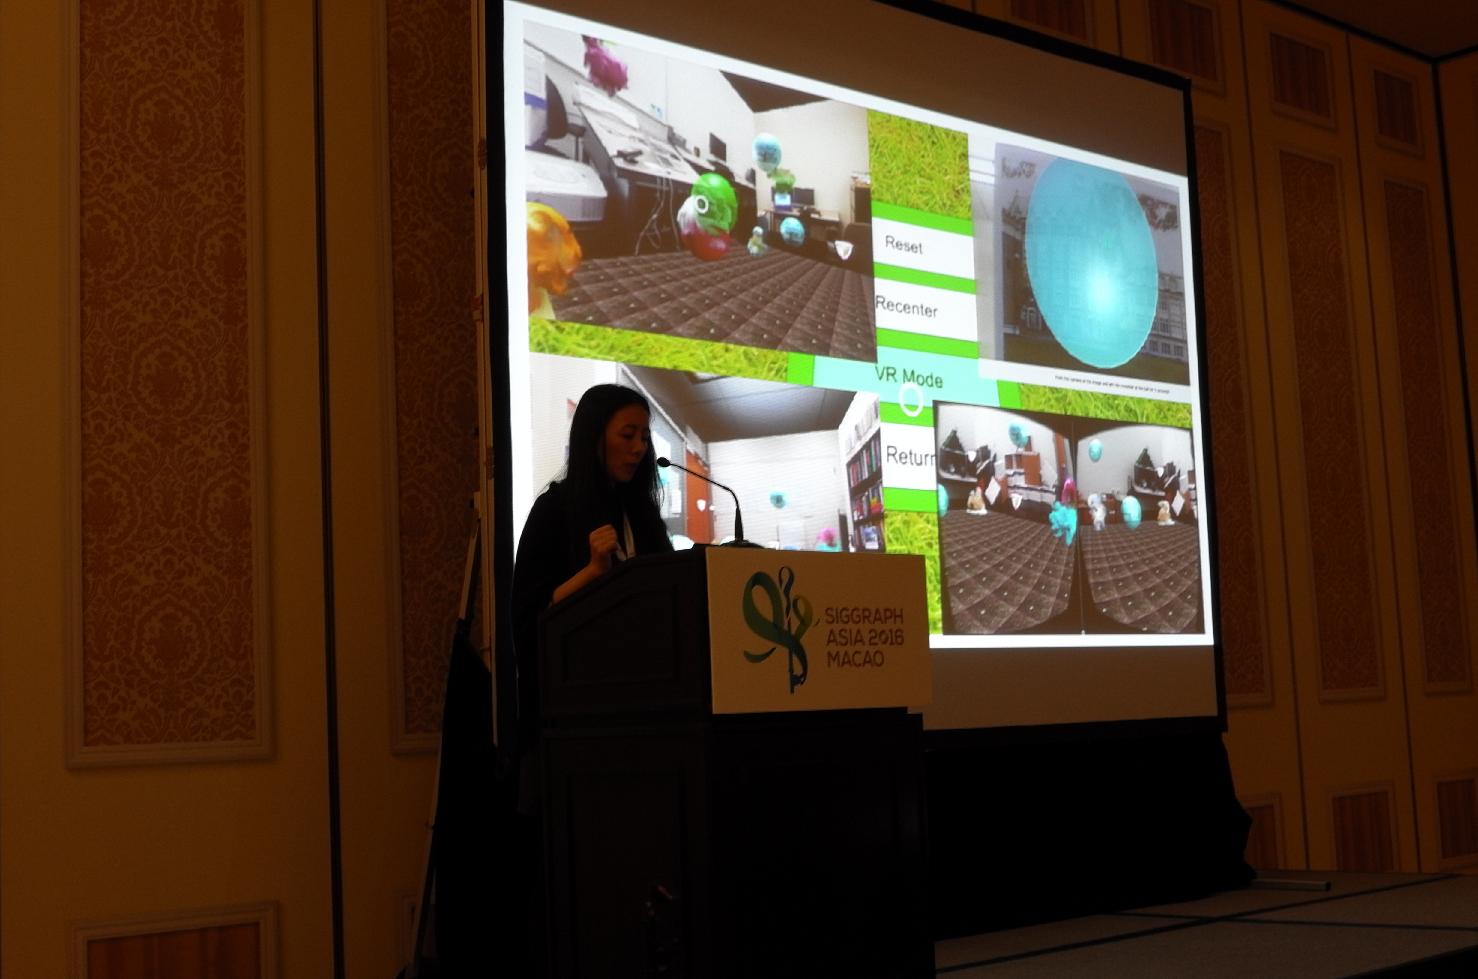 Reset
Recenter
VR Mode
Return
SIGGRAPH
ASIA 2016
MACAO